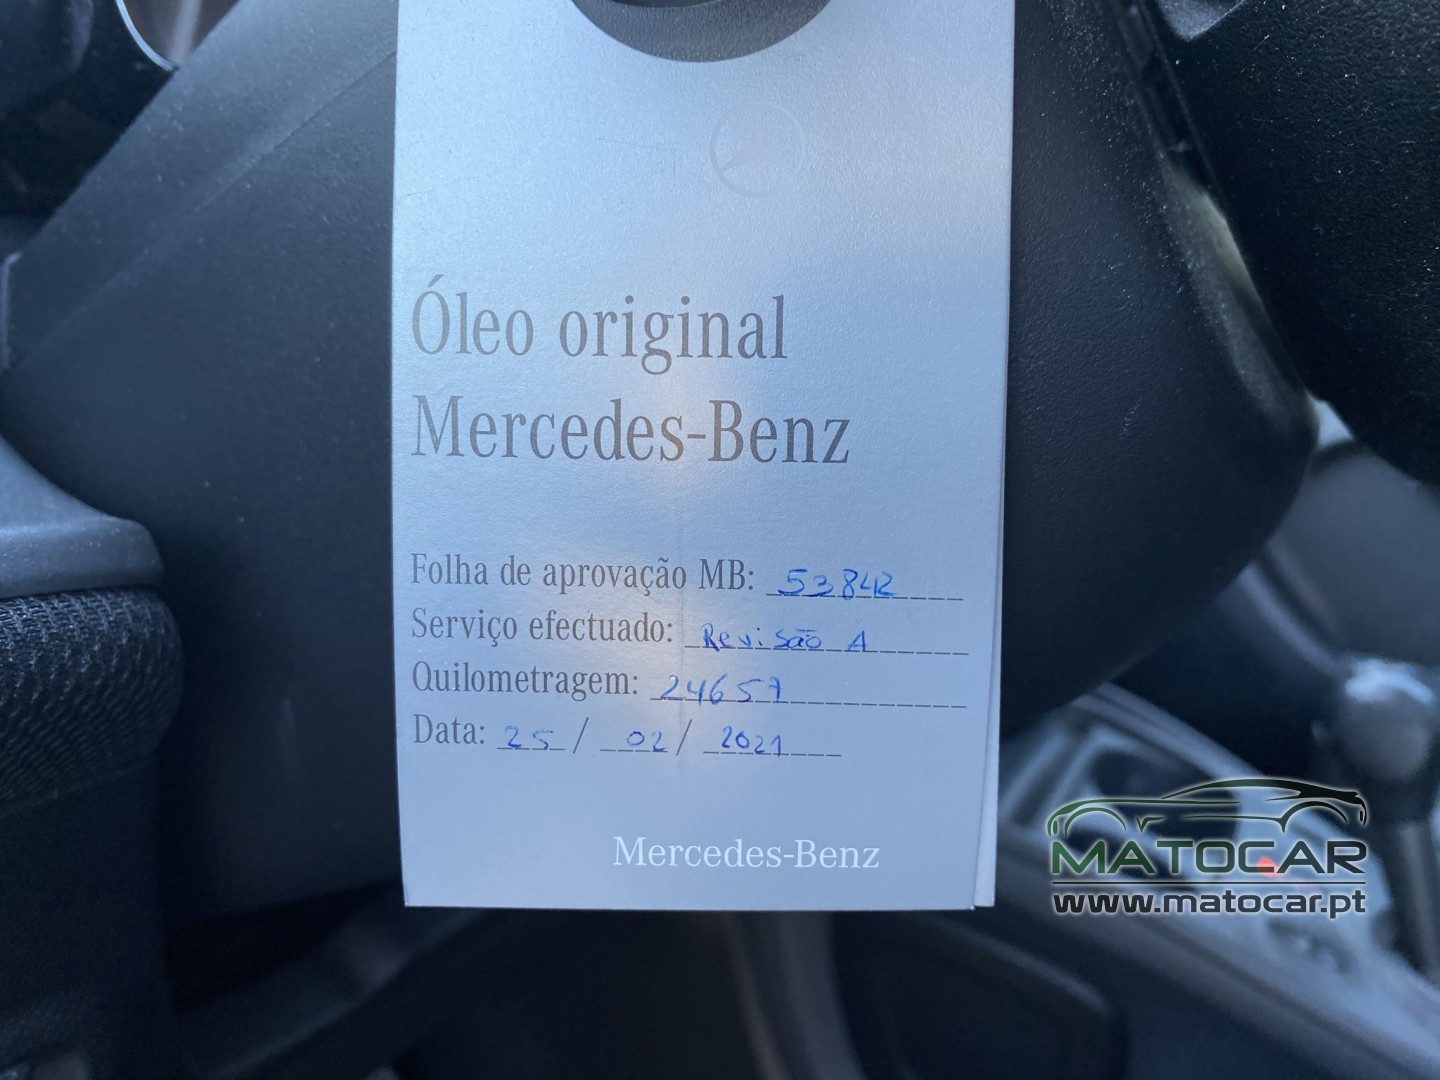 Óleo original
Mercedes-Benz
Folha de aprovação MB: 53842
Serviço efectuado: Revisão A
Quilometragem: 24657
Data: 25 / 02 / 2021
Mercedes-Benz
MATOCAR
www.matocar.pt